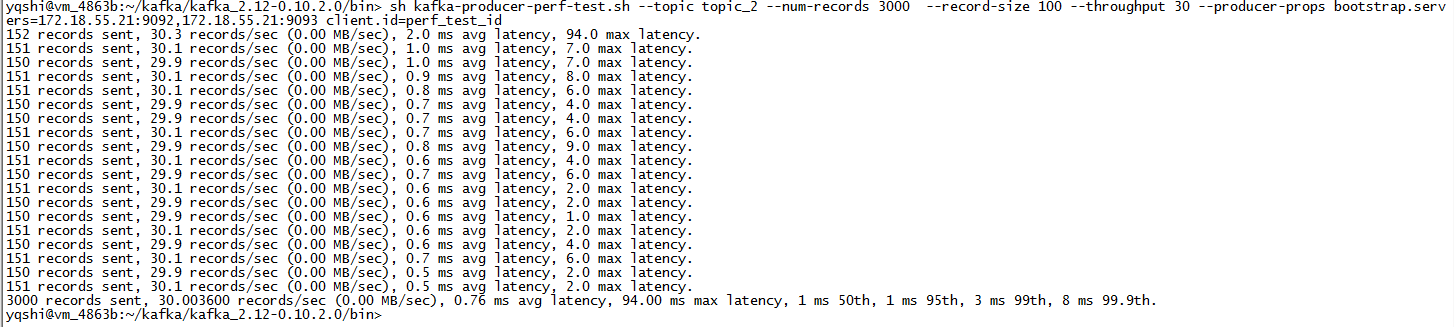 yqshi@vm_4863b:~/kafka/kafka_2.12-0.10.2.0/bin> sh kafka-producer-perf-test.sh --topic topic_2 --num-records 3000  --record-size 100 --throughput 30 --producer-props bootstrap.serv
ers=172.18.55.21:9092,172.18.55.21:9093 client.id=perf_test_id
152 records sent, 30.3 records/sec (0.00 MB/sec), 2.0 ms avg latency, 94.0 max latency.
151 records sent, 30.1 records/sec (0.00 MB/sec), 1.0 ms avg latency, 7.0 max latency.
150 records sent, 29.9 records/sec (0.00 MB/sec), 1.0 ms avg latency, 7.0 max latency.
151 records sent, 30.1 records/sec (0.00 MB/sec), 0.9 ms avg latency, 8.0 max latency.
151 records sent, 30.1 records/sec (0.00 MB/sec), 0.8 ms avg latency, 6.0 max latency.
150 records sent, 29.9 records/sec (0.00 MB/sec), 0.7 ms avg latency, 4.0 max latency.
150 records sent, 29.9 records/sec (0.00 MB/sec), 0.7 ms avg latency, 4.0 max latency.
151 records sent, 30.1 records/sec (0.00 MB/sec), 0.7 ms avg latency, 6.0 max latency.
150 records sent, 29.9 records/sec (0.00 MB/sec), 0.8 ms avg latency, 9.0 max latency.
151 records sent, 30.1 records/sec (0.00 MB/sec), 0.6 ms avg latency, 4.0 max latency.
150 records sent, 29.9 records/sec (0.00 MB/sec), 0.7 ms avg latency, 6.0 max latency.
151 records sent, 30.1 records/sec (0.00 MB/sec), 0.6 ms avg latency, 2.0 max latency.
150 records sent, 29.9 records/sec (0.00 MB/sec), 0.6 ms avg latency, 2.0 max latency.
150 records sent, 29.9 records/sec (0.00 MB/sec), 0.6 ms avg latency, 1.0 max latency.
151 records sent, 30.1 records/sec (0.00 MB/sec), 0.6 ms avg latency, 2.0 max latency.
150 records sent, 29.9 records/sec (0.00 MB/sec), 0.6 ms avg latency, 4.0 max latency.
151 records sent, 30.1 records/sec (0.00 MB/sec), 0.7 ms avg latency, 6.0 max latency.
150 records sent, 29.9 records/sec (0.00 MB/sec), 0.5 ms avg latency, 2.0 max latency.
151 records sent, 30.1 records/sec (0.00 MB/sec), 0.5 ms avg latency, 2.0 max latency.
3000 records sent, 30.003600 records/sec (0.00 MB/sec), 0.76 ms avg latency, 94.00 ms max latency, 1 ms 50th, 1 ms 95th, 3 ms 99th, 8 ms 99.9th.
yqshi@vm_4863b:~/kafka/kafka_2.12-0.10.2.0/bin>